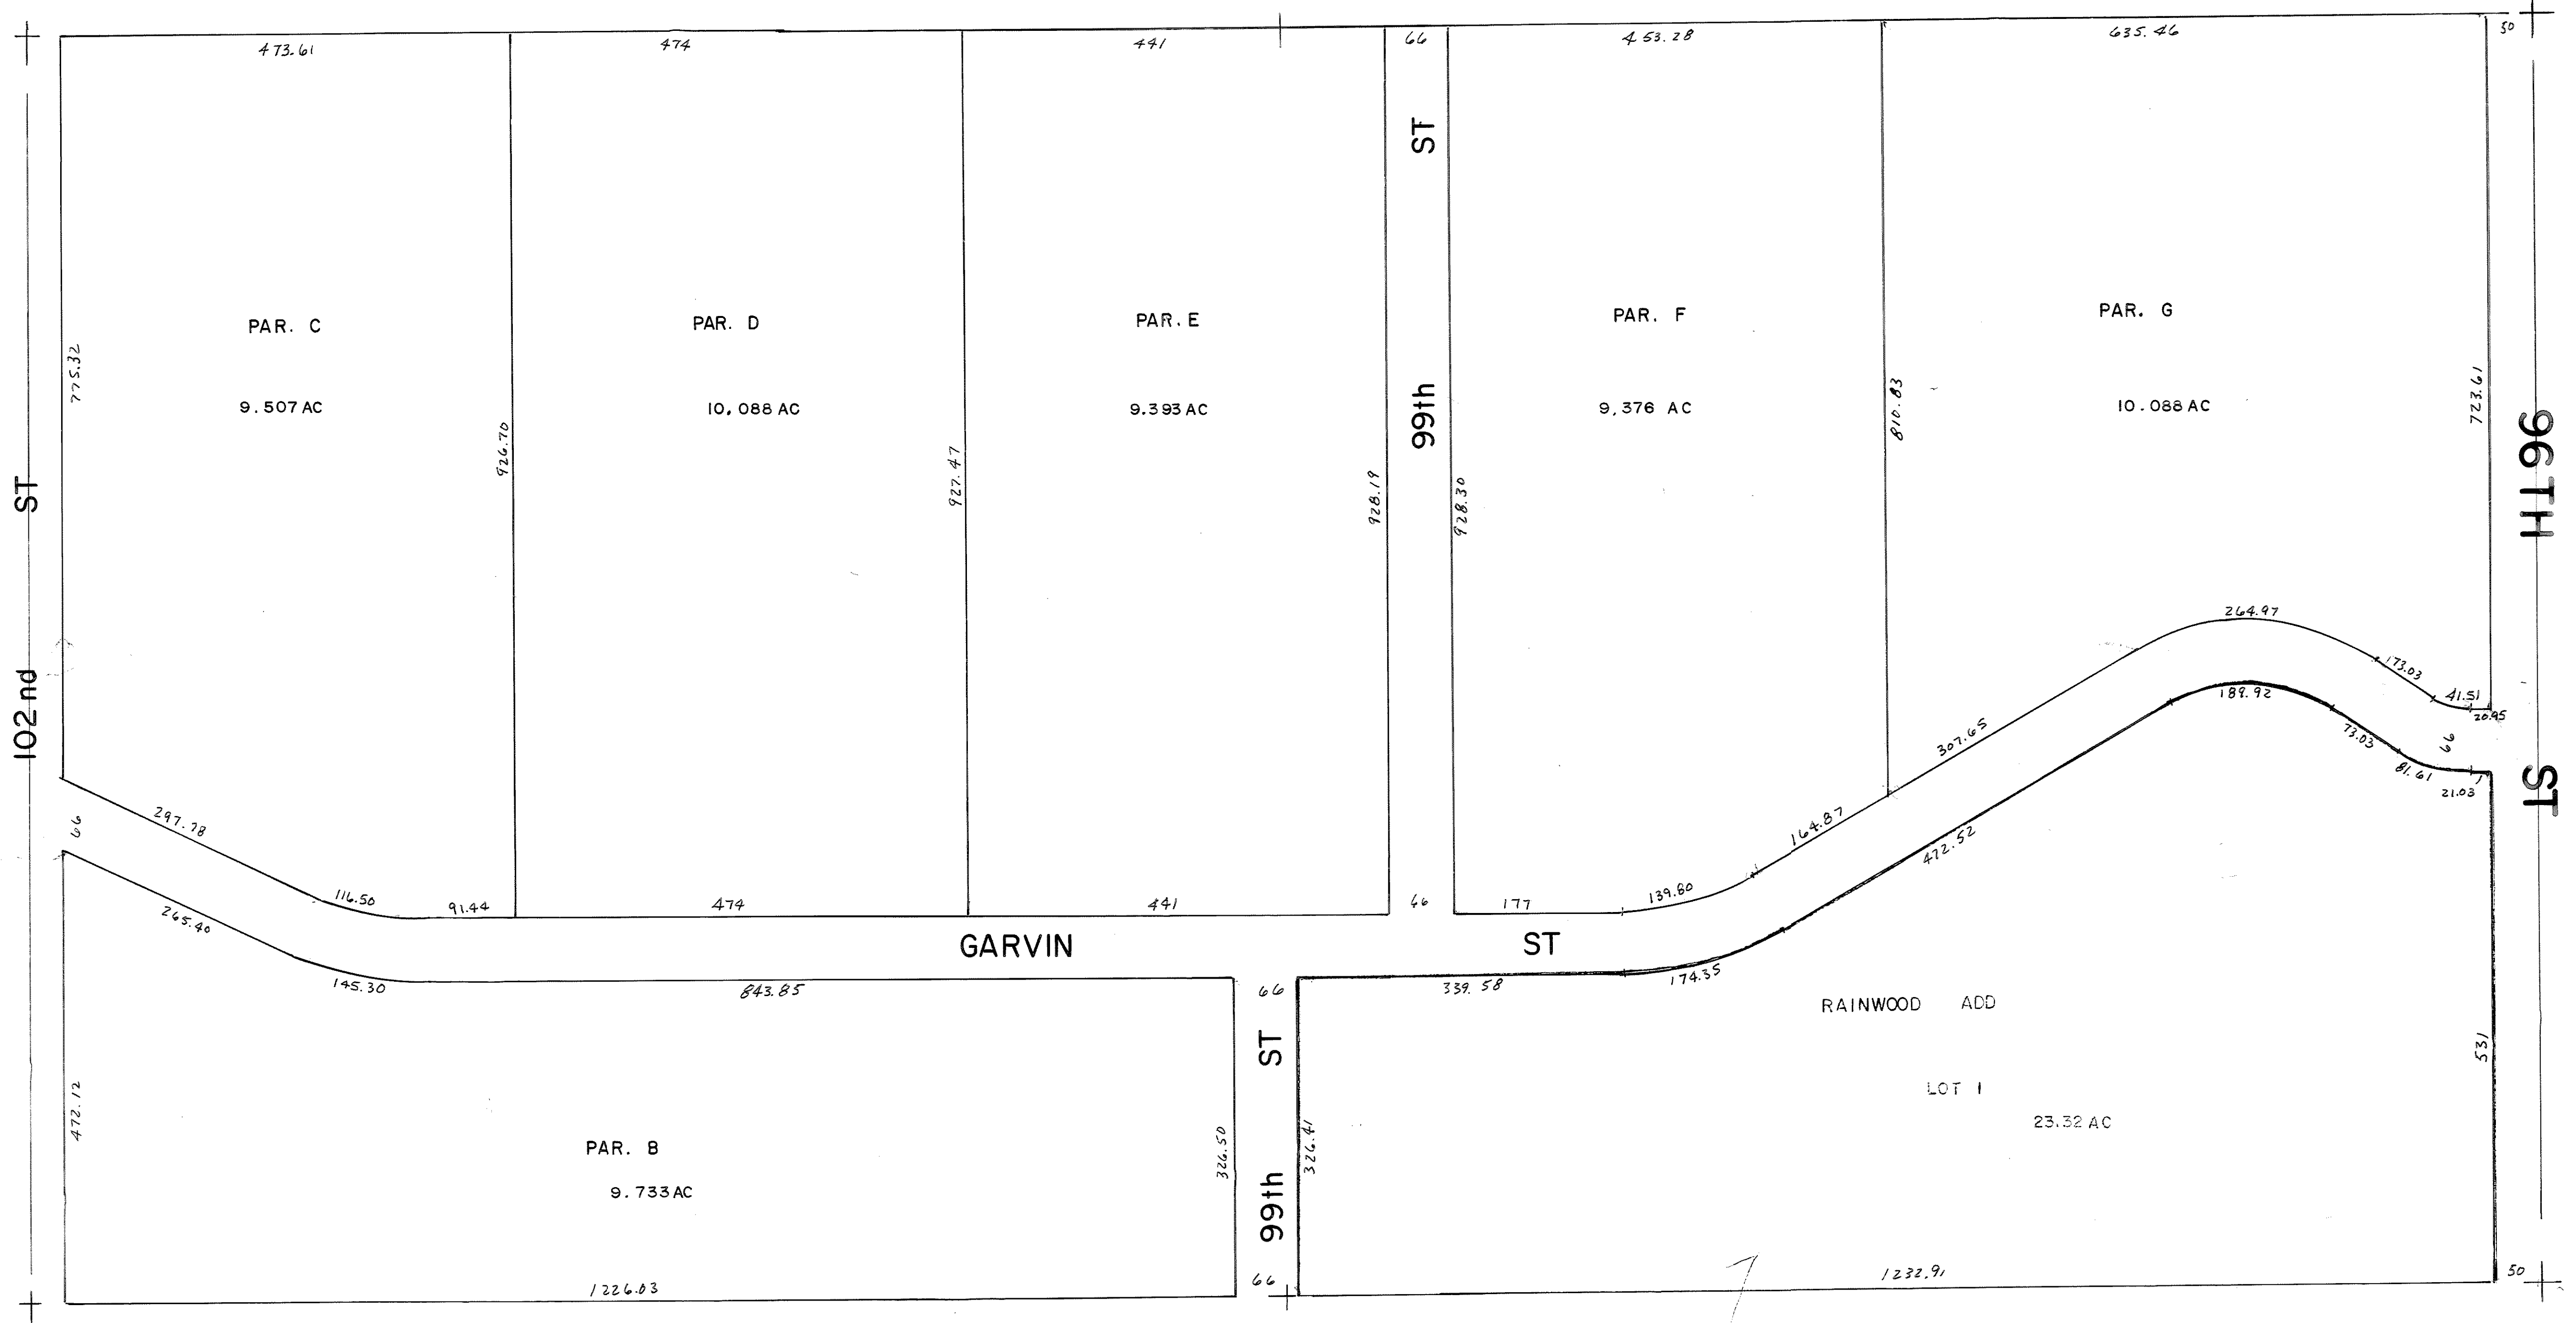 473.61
474
441
66
453.28
635.46
50
ST
PAR. C
PAR. D
PAR. E
PAR. F
PAR. G
775.32
9.507 AC
10.088 AC
9.393 AC
99th
9.376 AC
810.83
10.088 AC
723.61
96TH
926.70
927.47
928.19
928.30
ST
102nd
264.97
173.03
41.51
20.95
189.92
73.03
66
81.61
21.03
ST
307.65
66
297.78
164.87
472.52
116.50
91.44
474
441
66
177
139.80
265.40
GARVIN
ST
145.30
843.85
66
339.58
174.35
RAINWOOD ADD
ST
531
LOT 1
472.12
23.32 AC
PAR. B
326.50
326.41
9.733 AC
99th
1226.03
66
1232.91
50